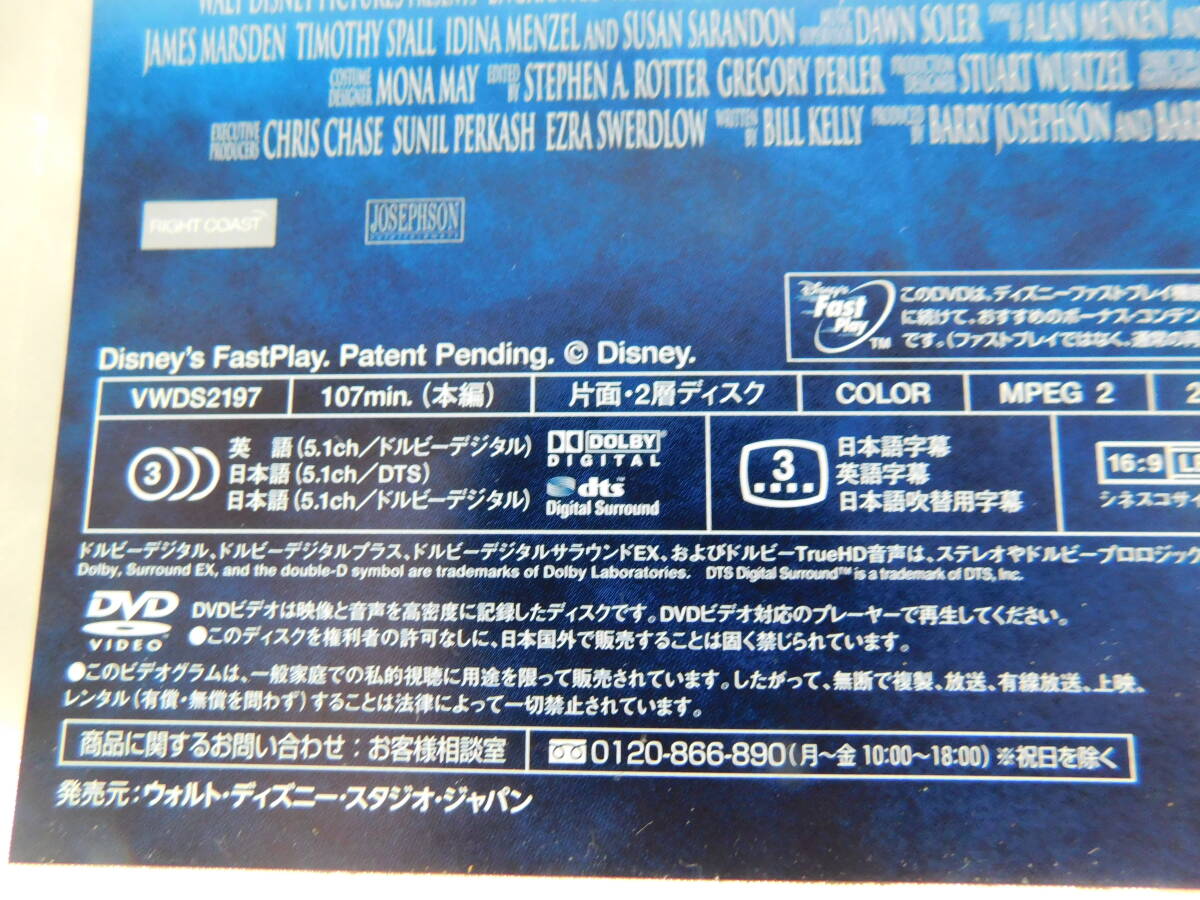 WALT DISNEY PICTURES PRESENTS
JAMES MARSDEN TIMOTHY SPALL IDINA MENZEL AND SUSAN SARANDON MUSIC SUPERVISOR DAWN SOLER ALAN MENKEN
COSTUME DESIGNER MONA MAY EDITED BY STEPHEN A. ROTTER GREGORY PERLER PRODUCTION DESIGNER STUART WURTZEL
EXECUTIVE PRODUCERS CHRIS CHASE SUNIL PERKASH EZRA SWERDLOW WRITTEN BY BILL KELLY PRODUCED BY BARRY JOSEPHSON AND
RIGHT COAST
JOSEPHSON
Disney's Fast Play TM
このDVDは、ディズニーファストプレイ機
に続けて、おすすめのボーナス・コンテン
です。(ファストプレイではなく、通常の再
Disney's FastPlay. Patent Pending. © Disney.
VWDS2197 107min.(本編) 片面・2層ディスク COLOR MPEG 2 2
3 英 語(5.1ch/ドルビーデジタル)
日本語(5.1ch/DTS)
日本語(5.1ch/ドルビーデジタル)
DOLBY
DIGITAL
dts
Digital Surround
3 日本語字幕
英語字幕
日本語吹替用字幕
16:9
シネスコサイ
ドルビーデジタル、ドルビーデジタルプラス、ドルビーデジタルサラウンドEX、およびドルビーTrueHD音声は、ステレオやドルビープロロジック
Dolby, Surround EX, and the double-D symbol are trademarks of Dolby Laboratories. DTS Digital Surround™ is a trademark of DTS, Inc.
DVD
VIDEO
DVDビデオは映像と音声を高密度に記録したディスクです。DVDビデオ対応のプレーヤーで再生してください。
●このディスクを権利者の許可なしに、日本国外で販売することは固く禁じられています。
●このビデオグラムは、一般家庭での私的視聴に用途を限って販売されています。したがって、無断で複製、放送、有線放送、上映、
レンタル(有償・無償を問わず)することは法律によって一切禁止されています。
商品に関するお問い合わせ:お客様相談室 0120-866-890(月~金 10:00~18:00) ※祝日を除く
発売元:ウォルト・ディズニー・スタジオ・ジャパン